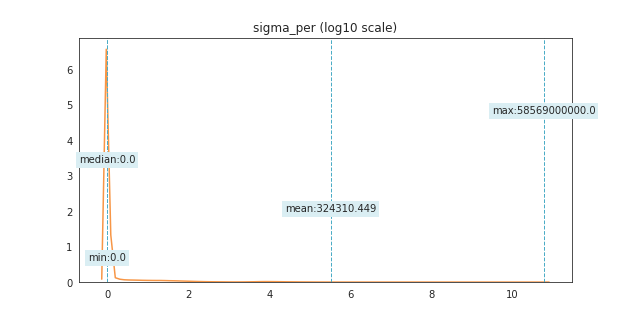 sigma_per (log10 scale)
6
5
max:58569000000.0
4
median:0.0
3
mean:324310.449
2
1
min:0.0
0
0 2 4 6 8 10